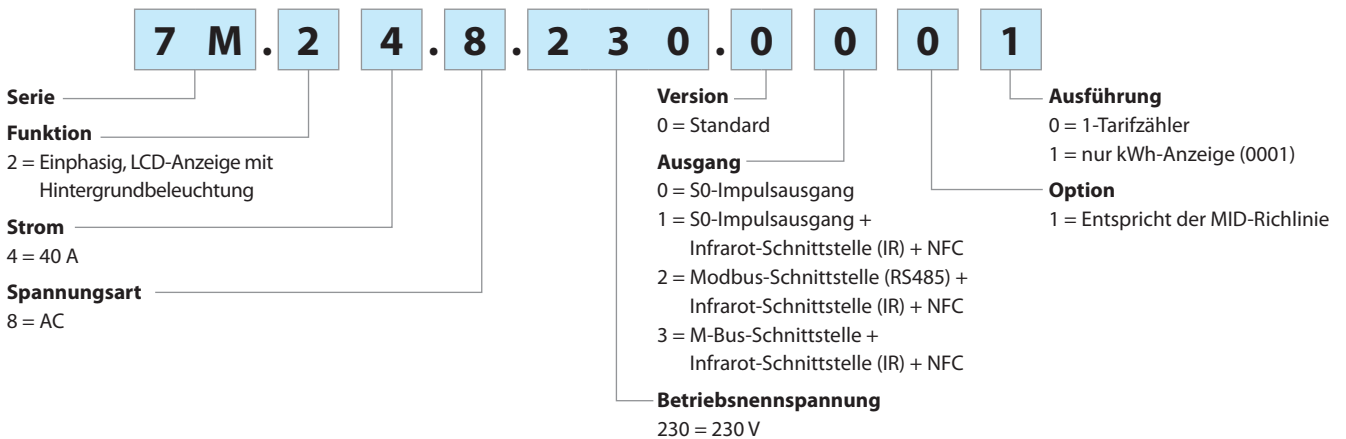 7 M . 2 4 . 8 . 2 3 0 . 0 0 0 1
Serie
Funktion
2 = Einphasig, LCD-Anzeige mit
Hintergrundbeleuchtung
Strom
4 = 40 A
Spannungsart
8 = AC
Version
0 = Standard
Ausgang
0 = S0-Impulsausgang
1 = S0-Impulsausgang +
Infrarot-Schnittstelle (IR) + NFC
2 = Modbus-Schnittstelle (RS485) +
Infrarot-Schnittstelle (IR) + NFC
3 = M-Bus-Schnittstelle +
Infrarot-Schnittstelle (IR) + NFC
Betriebsnennspannung
230 = 230 V
Ausführung
0 = 1-Tarifzähler
1 = nur kWh-Anzeige (0001)
Option
1 = Entspricht der MID-Richlinie